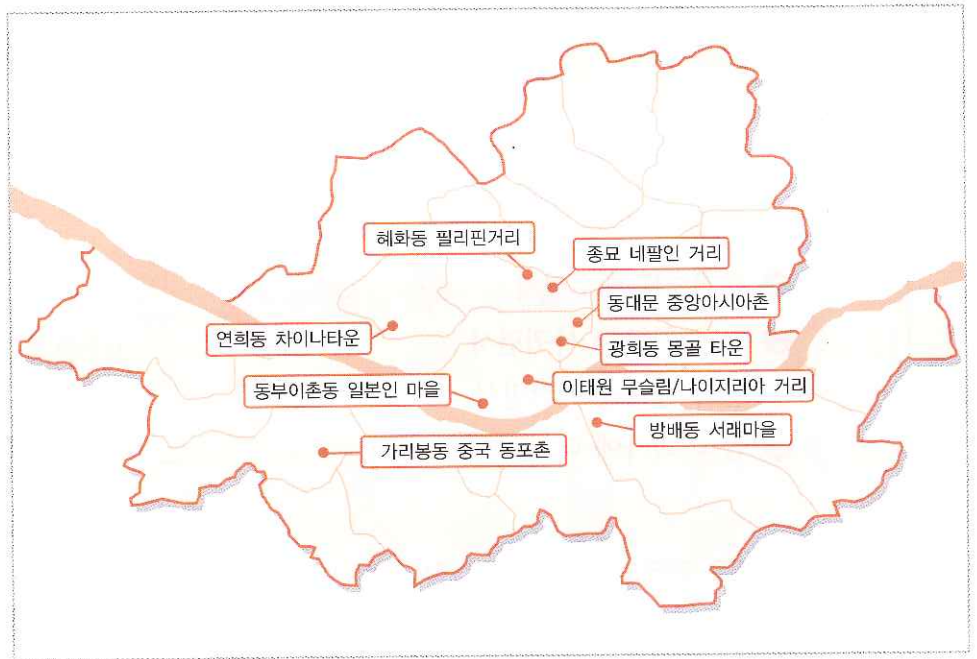 혜화동 필리핀거리
종묘 네팔인 거리
동대문 중앙아시아촌
연희동 차이나타운
광희동 몽골 타운
동부이촌동 일본인 마을
이태원 무슬림/나이지리아 거리
방배동 서래마을
가리봉동 중국 동포촌